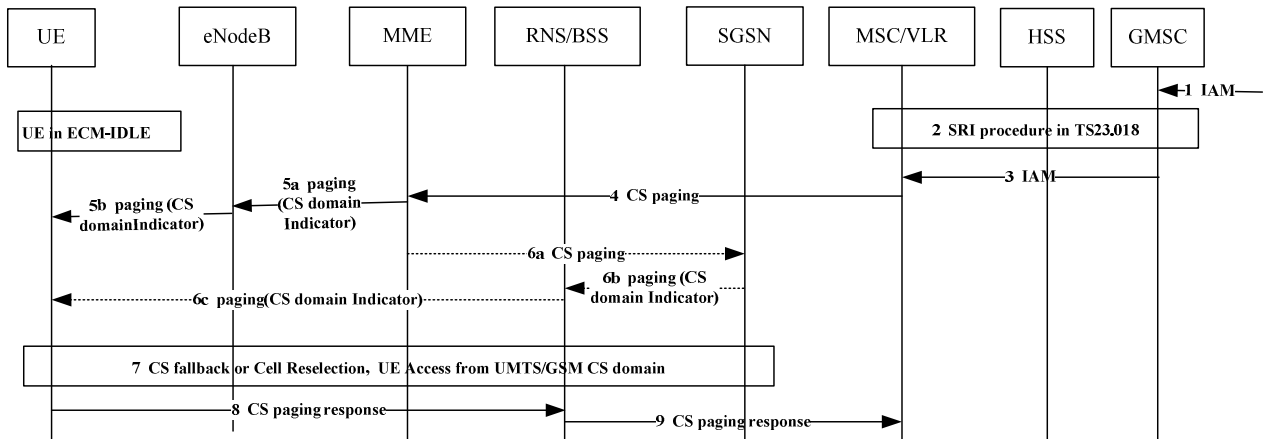 UE
eNodeB
MME
RNS/BSS
SGSN
MSC/VLR
HSS
GMSC
1 IAM
UE in ECM-IDLE
2 SRI procedure in TS23.018
3 IAM
4 CS paging
5a paging
(CS domain
Indicator)
5b paging (CS
domainIndicator)
6a CS paging
6b paging (CS
domain Indicator)
6c paging(CS domain Indicator)
7 CS fallback or Cell Reselection, UE Access from UMTS/GSM CS domain
8 CS paging response
9 CS paging response